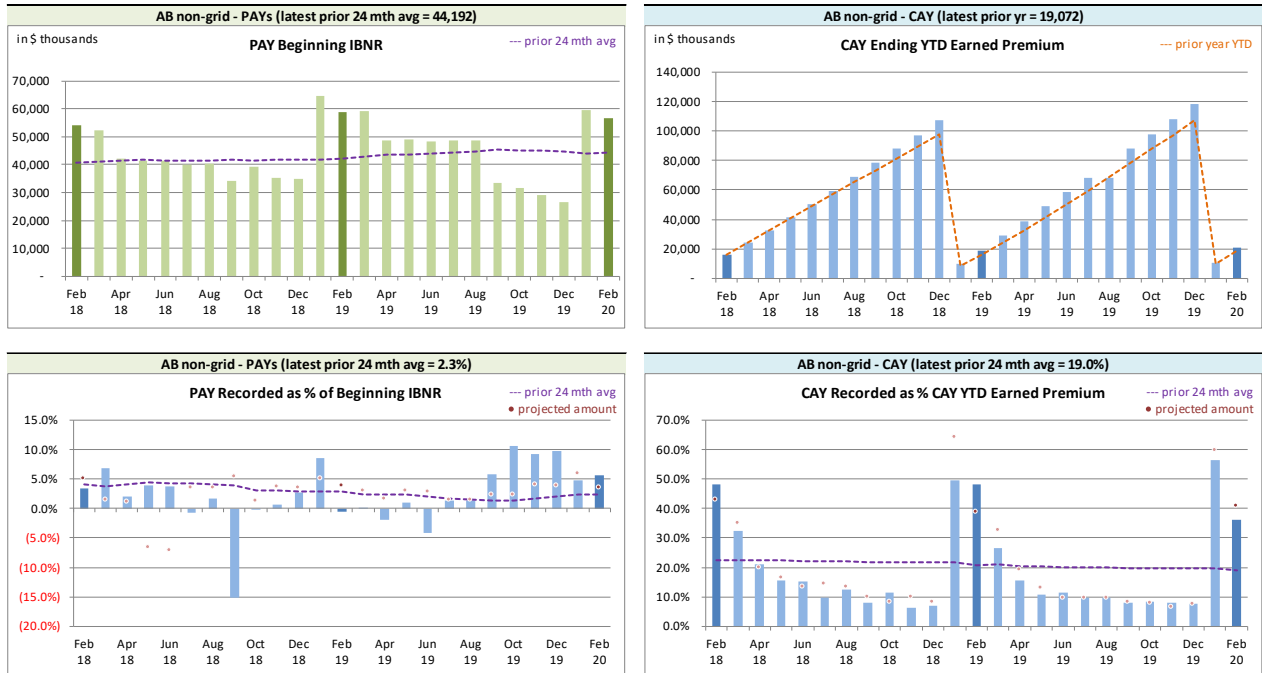 AB non-grid - PAYs (latest prior 24 mth avg = 44,192)
in $ thousands
PAY Beginning IBNR
--- prior 24 mth avg
70,000
60,000
50,000
40,000
30,000
20,000
10,000
-
Feb Apr Jun Aug Oct Dec Feb Apr Jun Aug Oct Dec Feb
18 18 18 18 18 18 19 19 19 19 19 19 20
AB non-grid - CAY (latest prior yr = 19,072)
in $ thousands
CAY Ending YTD Earned Premium
--- prior year YTD
140,000
120,000
100,000
80,000
60,000
40,000
20,000
-
Feb Apr Jun Aug Oct Dec Feb Apr Jun Aug Oct Dec Feb
18 18 18 18 18 18 19 19 19 19 19 19 20
AB non-grid - PAYs (latest prior 24 mth avg = 2.3%)
PAY Recorded as % of Beginning IBNR
--- prior 24 mth avg
• projected amount
15.0%
10.0%
5.0%
0.0%
(5.0%)
(10.0%)
(15.0%)
(20.0%)
Feb Apr Jun Aug Oct Dec Feb Apr Jun Aug Oct Dec Feb
18 18 18 18 18 18 19 19 19 19 19 19 20
AB non-grid - CAY (latest prior 24 mth avg = 19.0%)
CAY Recorded as % CAY YTD Earned Premium
--- prior 24 mth avg
• projected amount
70.0%
60.0%
50.0%
40.0%
30.0%
20.0%
10.0%
0.0%
Feb Apr Jun Aug Oct Dec Feb Apr Jun Aug Oct Dec Feb
18 18 18 18 18 18 19 19 19 19 19 19 20